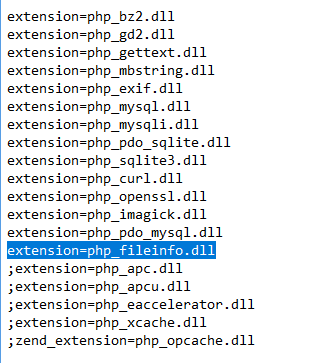 extension=php_bz2.dll
extension=php_gd2.dll
extension=php_gettext.dll
extension=php_mbstring.dll
extension=php_exif.dll
extension=php_mysql.dll
extension=php_mysqli.dll
extension=php_pdo_sqlite.dll
extension=php_sqlite3.dll
extension=php_curl.dll
extension=php_openssl.dll
extension=php_imagick.dll
extension=php_pdo_mysql.dll
extension=php_fileinfo.dll
;extension=php_apc.dll
;extension=php_apcu.dll
;extension=php_eaccelerator.dll
;extension=php_xcache.dll
;zend_extension=php_opcache.dll